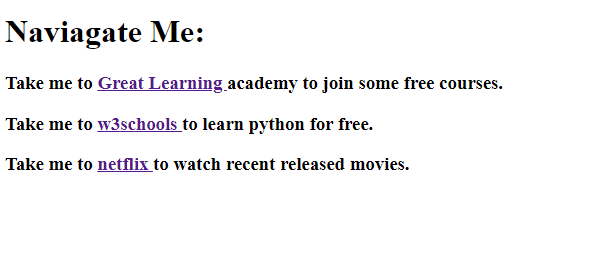 Naviagate Me:
Take me to Great Learning academy to join some free courses.
Take me to w3schools to learn python for free.
Take me to netflix to watch recent released movies.